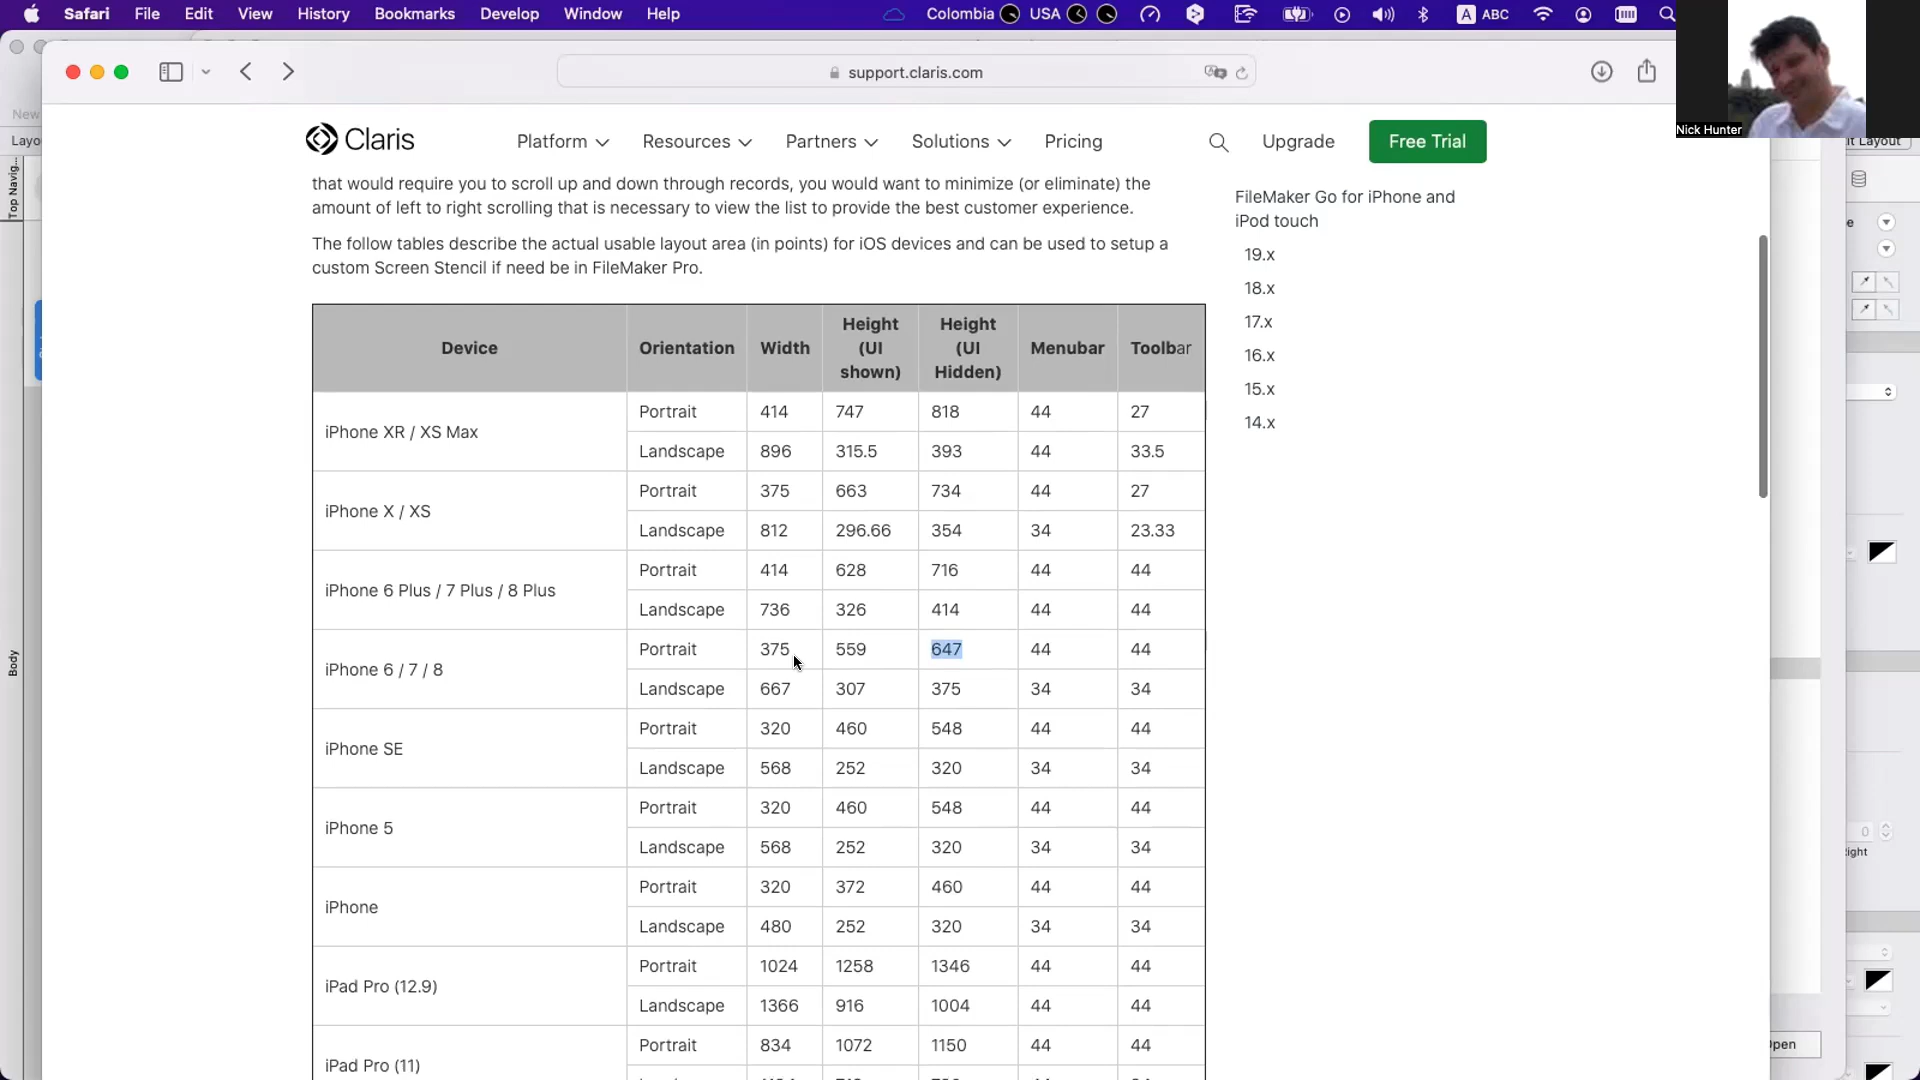 Safari File Edit View History Bookmarks Develop Window Help Colombia USA A ABC
support.claris.com
Nick Hunter
New
Layo
it Layout
Top Navig...
Claris Platform Resources Partners Solutions Pricing Upgrade Free Trial
that would require you to scroll up and down through records, you would want to minimize (or eliminate) the
amount of left to right scrolling that is necessary to view the list to provide the best customer experience.
The follow tables describe the actual usable layout area (in points) for iOS devices and can be used to setup a
custom Screen Stencil if need be in FileMaker Pro.
FileMaker Go for iPhone and
iPod touch
19.x
18.x
17.x
16.x
15.x
14.x
Device Orientation Width Height (UI shown) Height (UI Hidden) Menubar Toolbar
iPhone XR / XS Max
Portrait 414 747 818 44 27
Landscape 896 315.5 393 44 33.5
iPhone X / XS
Portrait 375 663 734 44 27
Landscape 812 296.66 354 34 23.33
iPhone 6 Plus / 7 Plus / 8 Plus
Portrait 414 628 716 44 44
Landscape 736 326 414 44 44
iPhone 6 / 7 / 8
Portrait 375 559 647 44 44
Landscape 667 307 375 34 34
iPhone SE
Portrait 320 460 548 44 44
Landscape 568 252 320 34 34
iPhone 5
Portrait 320 460 548 44 44
Landscape 568 252 320 34 34
iPhone
Portrait 320 372 460 44 44
Landscape 480 252 320 34 34
iPad Pro (12.9)
Portrait 1024 1258 1346 44 44
Landscape 1366 916 1004 44 44
iPad Pro (11)
Portrait 834 1072 1150 44 44
Body
0
ight
Open